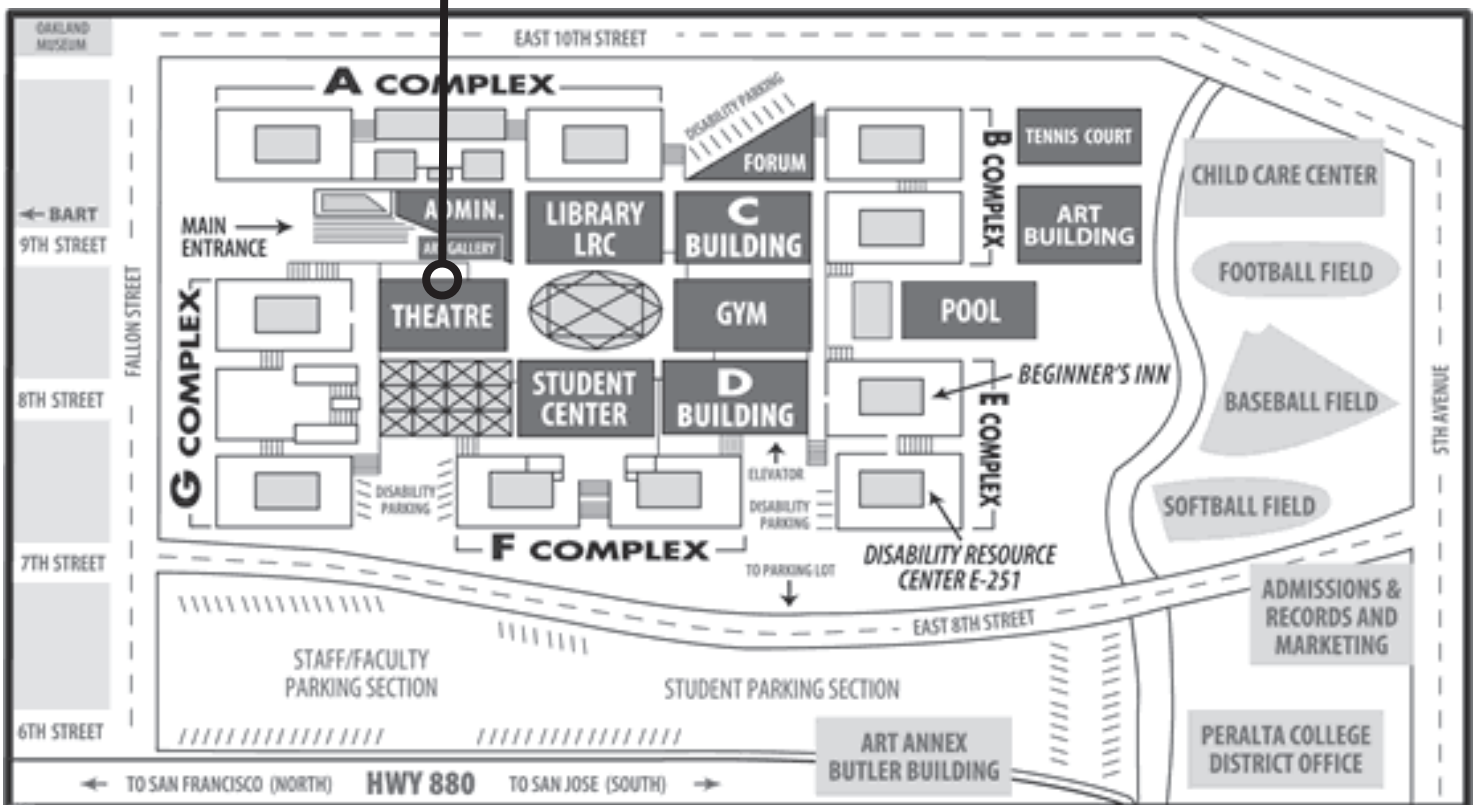 OAKLAND
MUSEUM
EAST 10TH STREET
A COMPLEX
DISABILITY PARKING
FORUM
B COMPLEX
TENNIS COURT
CHILD CARE CENTER
← BART
9TH STREET
MAIN
ENTRANCE
ADMIN.
ART GALLERY
LIBRARY
LRC
C
BUILDING
ART
BUILDING
FOOTBALL FIELD
FALLON STREET
G COMPLEX
THEATRE
GYM
POOL
8TH STREET
STUDENT
CENTER
D
BUILDING
BEGINNER'S INN
E COMPLEX
BASEBALL FIELD
5TH AVENUE
DISABILITY
PARKING
ELEVATOR
DISABILITY
PARKING
SOFTBALL FIELD
F COMPLEX
7TH STREET
TO PARKING LOT
DISABILITY RESOURCE
CENTER E-251
ADMISSIONS &
RECORDS AND
MARKETING
EAST 8TH STREET
STAFF/FACULTY
PARKING SECTION
STUDENT PARKING SECTION
6TH STREET
ART ANNEX
BUTLER BUILDING
PERALTA COLLEGE
DISTRICT OFFICE
← TO SAN FRANCISCO (NORTH) HWY 880 TO SAN JOSE (SOUTH) →